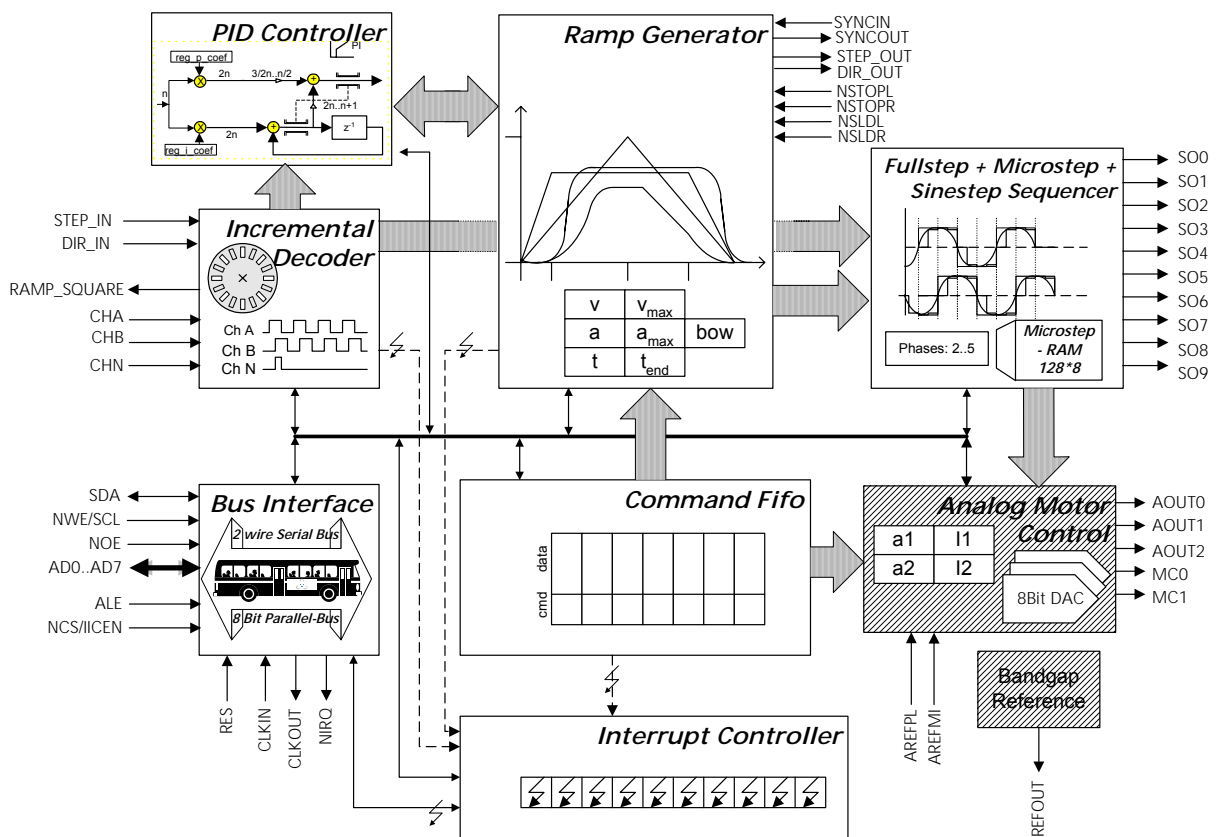 PID Controller
PI
reg_p_coef
2n
3/2n..n/2
n
2n..n+1
2n
z-1
reg_i_coef
Ramp Generator
v
vmax
a
amax
bow
t
tend
SYNCIN
SYNCOUT
STEP_OUT
DIR_OUT
NSTOPL
NSTOPR
NSLDL
NSLDR
Fullstep + Microstep +
Sinestep Sequencer
Phases: 2..5
Microstep
- RAM
128*8
SO0
SO1
SO2
SO3
SO4
SO5
SO6
SO7
SO8
SO9
STEP_IN
DIR_IN
RAMP_SQUARE
CHA
CHB
CHN
Incremental
Decoder
Ch A
Ch B
Ch N
SDA
NWE/SCL
NOE
AD0..AD7
ALE
NCS/IICEN
Bus Interface
2 wire Serial Bus
8 Bit Parallel-Bus
RES
CLKIN
CLKOUT
NIRQ
Command Fifo
data
cmd
Analog Motor
Control
a1
I1
a2
I2
8Bit DAC
AOUT0
AOUT1
AOUT2
MC0
MC1
AREFPL
AREFMI
Bandgap
Reference
REFOUT
Interrupt Controller